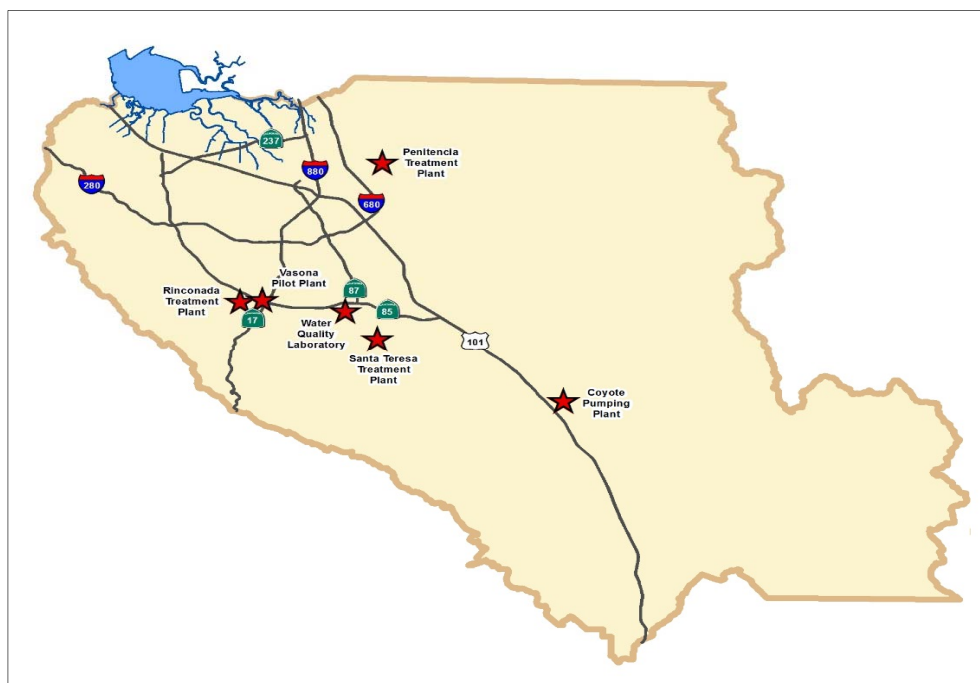 237
880
Penitencia
Treatment
Plant
280
680
Vasona
Pilot Plant
Rinconada
Treatment
Plant
87
85
17
Water
Quality
Laboratory
101
Santa Teresa
Treatment
Plant
Coyote
Pumping
Plant